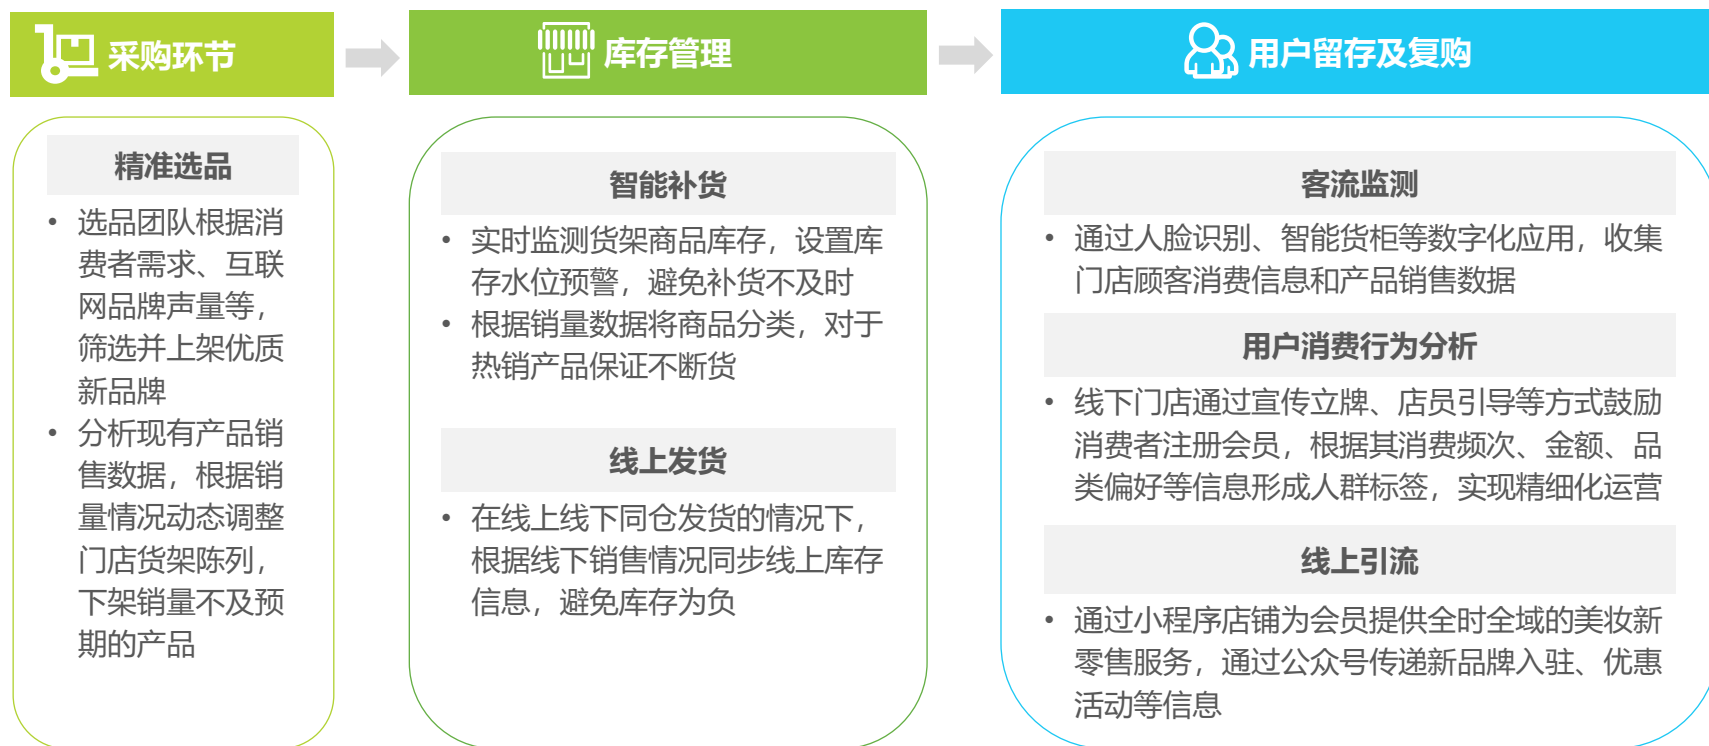 采购环节
精准选品
• 选品团队根据消
费者需求、互联
网品牌声量等，
筛选并上架优质
新品牌
• 分析现有产品销
售数据，根据销
量情况动态调整
门店货架陈列，
下架销量不及预
期的产品
库存管理
智能补货
• 实时监测货架商品库存，设置库
存水位预警，避免补货不及时
• 根据销量数据将商品分类，对于
热销产品保证不断货
线上发货
• 在线上线下同仓发货的情况下，
根据线下销售情况同步线上库存
信息，避免库存为负
用户留存及复购
客流监测
• 通过人脸识别、智能货柜等数字化应用，收集
门店顾客消费信息和产品销售数据
用户消费行为分析
• 线下门店通过宣传立牌、店员引导等方式鼓励
消费者注册会员，根据其消费频次、金额、品
类偏好等信息形成人群标签，实现精细化运营
线上引流
• 通过小程序店铺为会员提供全时全域的美妆新
零售服务，通过公众号传递新品牌入驻、优惠
活动等信息